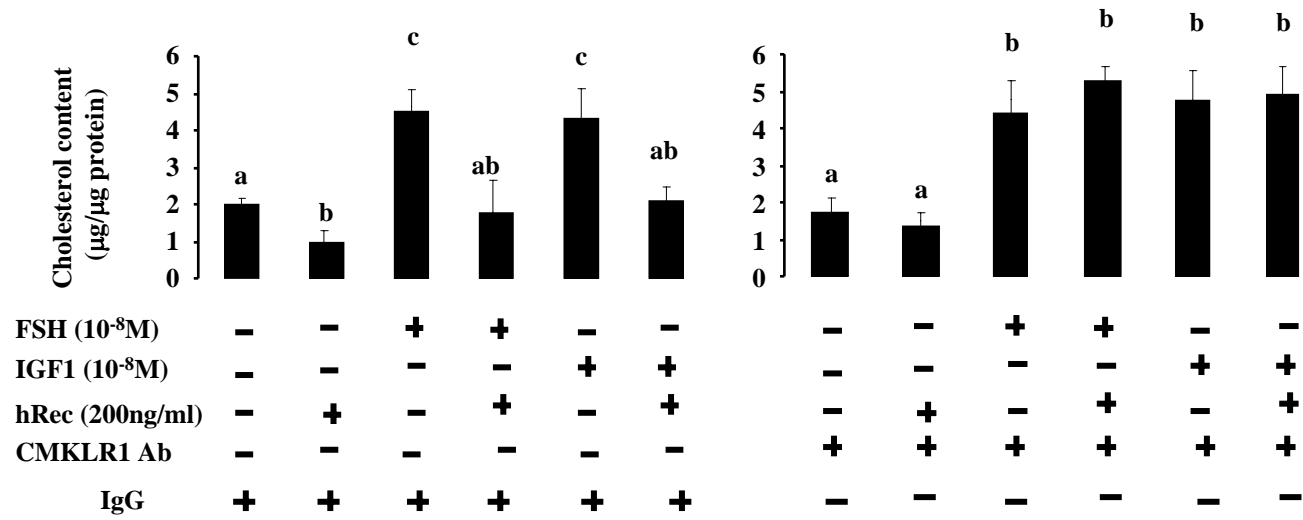 c
c
a
b
ab
ab
Cholesterol content
(µg/µg protein)
6
5
4
3
2
1
0
b
b
b
b
a
a
6
5
4
3
2
1
0
FSH (10-8M) – – + + – – – – + + – –
IGF1 (10-8M) – – – – + + – – – – + +
hRec (200ng/ml) – + – + – + – + – + – +
CMKLR1 Ab – – – – – – + + + + + +
IgG + + + + + + – – – – – –